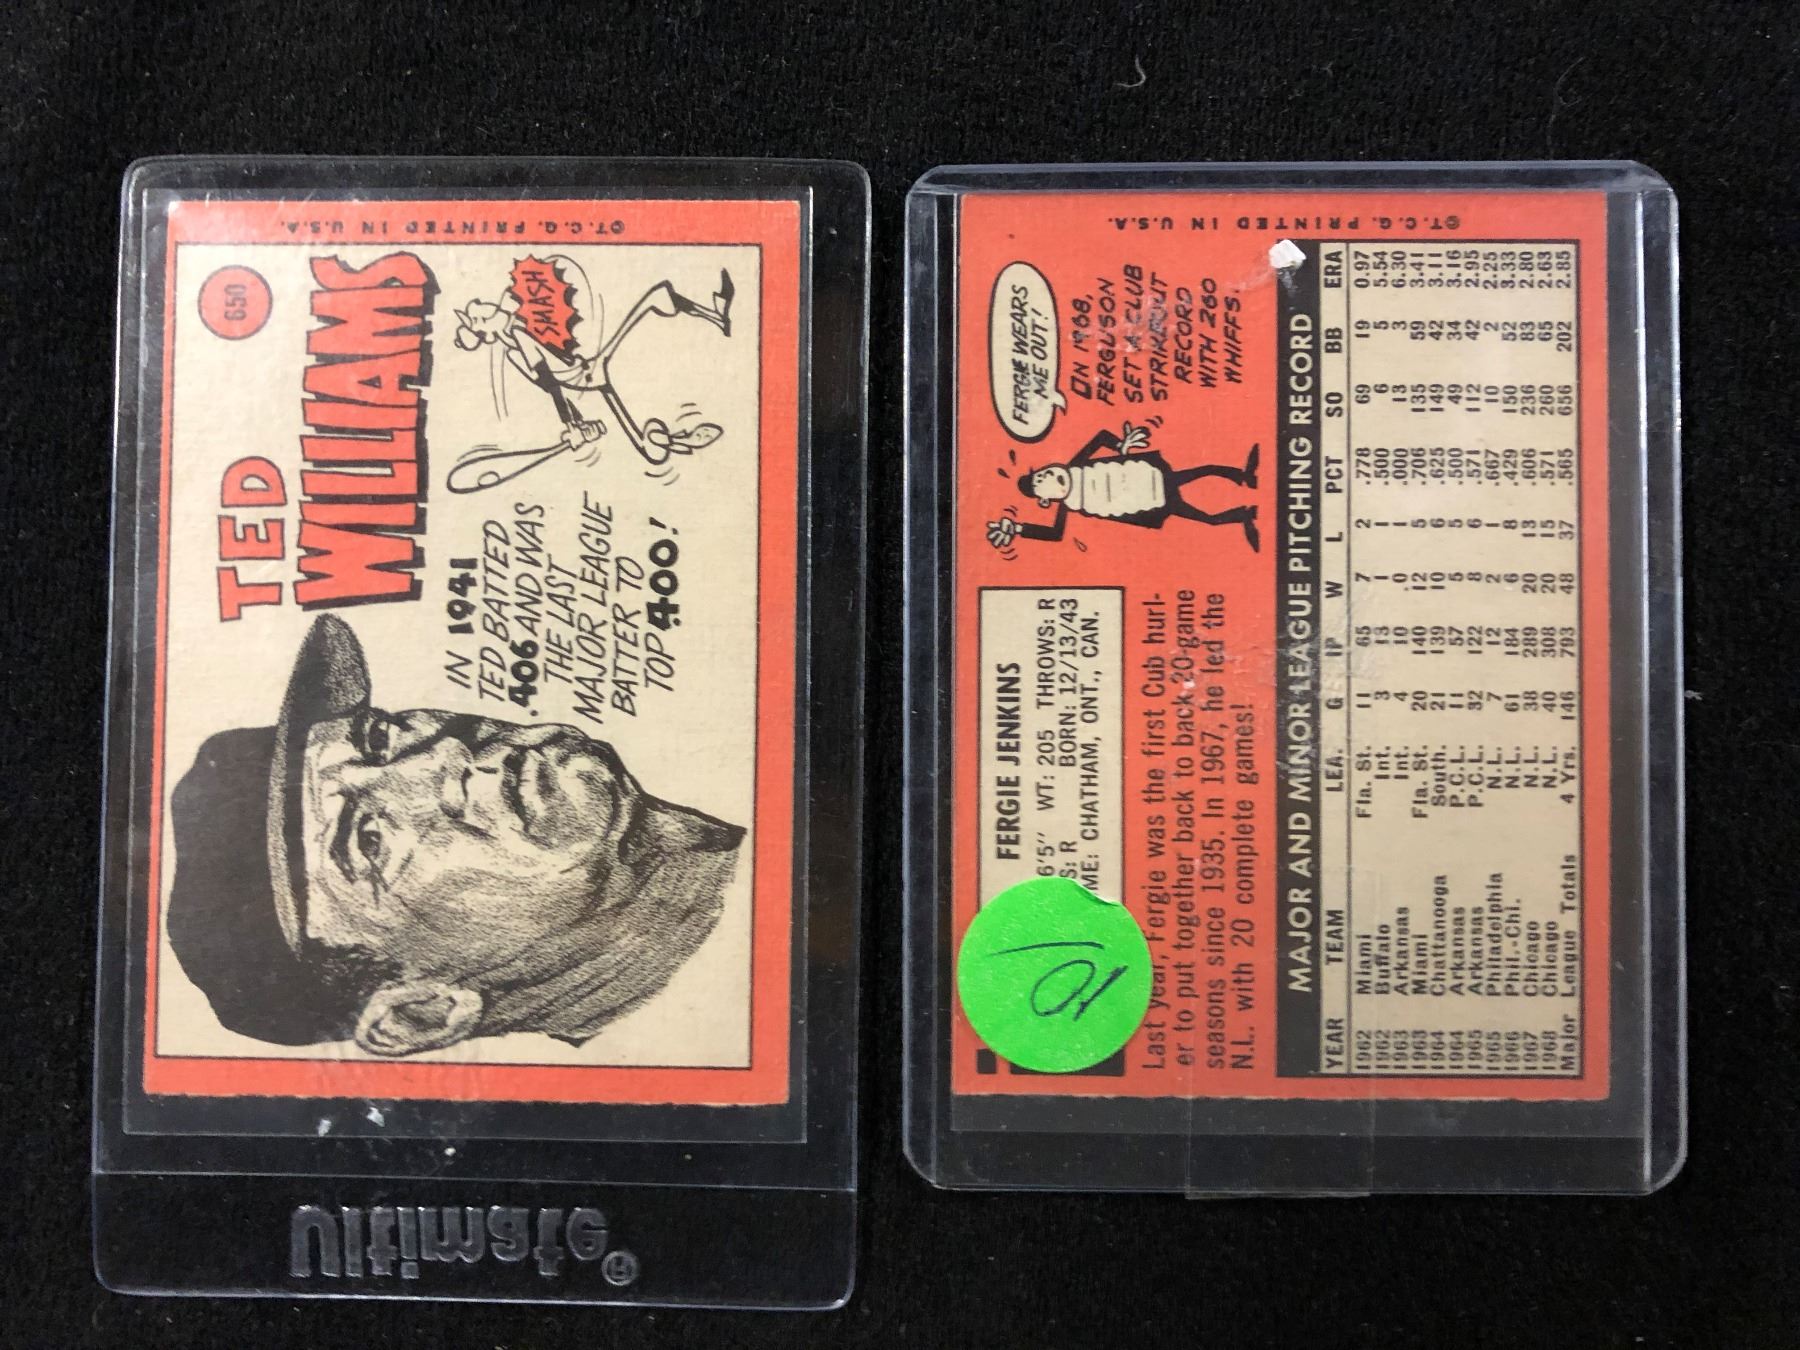 650
TED
WILLIAMS
IN 1941
TED BATTED
.406 AND WAS
THE LAST
MAJOR LEAGUE
BATTER TO
TOP .400!
SMASH
©T.C.G. PRINTED IN U.S.A.
Ultimate®
FERGIE JENKINS
6'5" WT: 205 THROWS: R
S: R BORN: 12/13/43
ME: CHATHAM, ONT., CAN.
FERGIE WEARS
ME OUT!
IN 1968,
FERGUSON
SET A CLUB
STRIKEOUT
RECORD
WITH 260
WHIFFS.
Last year, Fergie was the first Cub hurl-
er to put together back to back 20-game
seasons since 1935. In 1967, he led the
N.L. with 20 complete games!
MAJOR AND MINOR LEAGUE PITCHING RECORD
YEAR TEAM LEA. G IP W L PCT SO BB ERA
1962 Miami Fla. St. 11 65 7 2 .778 69 19 0.97
1962 Buffalo Int. 3 13 1 1 .500 6 5 5.54
1963 Arkansas Int. 4 10 0 1 .000 13 3 6.30
1963 Miami Fla. St. 20 140 12 5 .706 135 59 3.41
1964 Chattanooga South. 21 139 10 6 .625 149 42 3.11
1964 Arkansas P.C.L. 11 57 5 5 .500 49 34 3.16
1965 Arkansas P.C.L. 32 122 8 6 .571 112 42 2.95
1965 Philadelphia N.L. 7 12 2 1 .667 10 2 2.25
1966 Phil.-Chi. N.L. 61 184 6 8 .429 150 52 3.33
1967 Chicago N.L. 38 289 20 13 .606 236 83 2.80
1968 Chicago N.L. 40 308 20 15 .571 260 65 2.63
Major League Totals 4 Yrs. 146 793 48 37 .565 656 202 2.85
©T.C.G. PRINTED IN U.S.A.